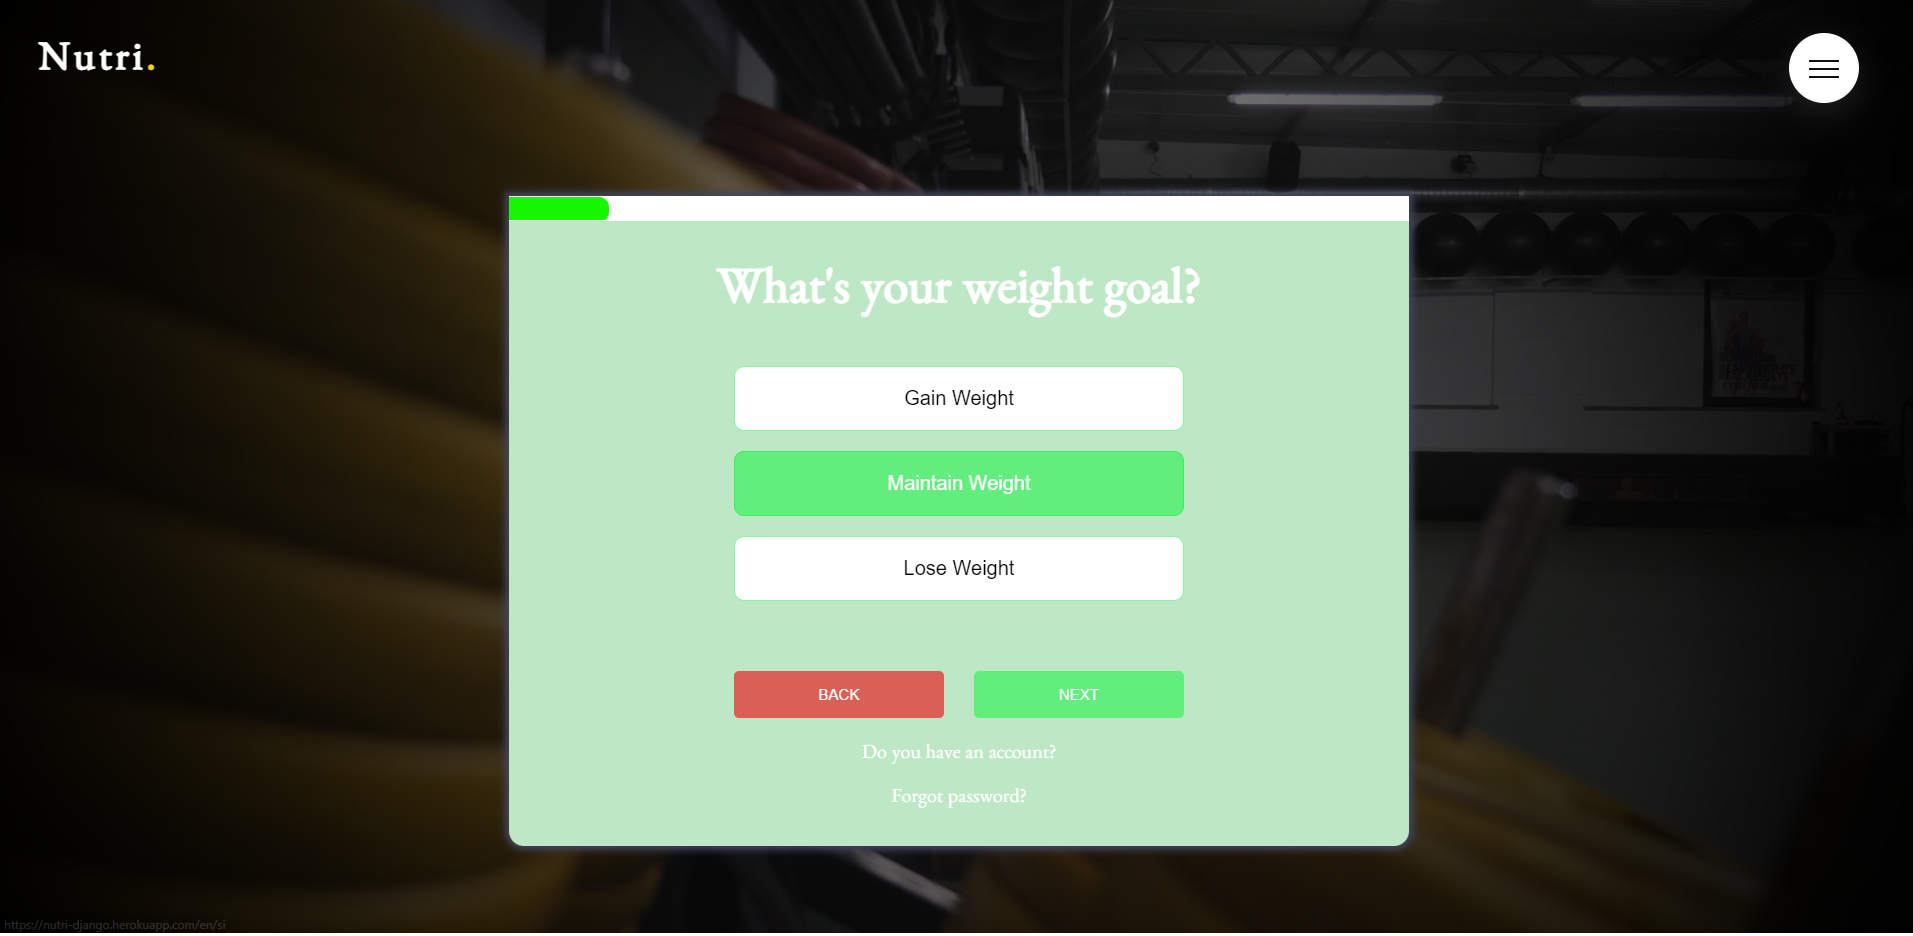 Nutri.
What's your weight goal?
Gain Weight
Maintain Weight
Lose Weight
BACK NEXT
Do you have an account?
Forgot password?
https://nutri-django.herokuapp.com/en/si